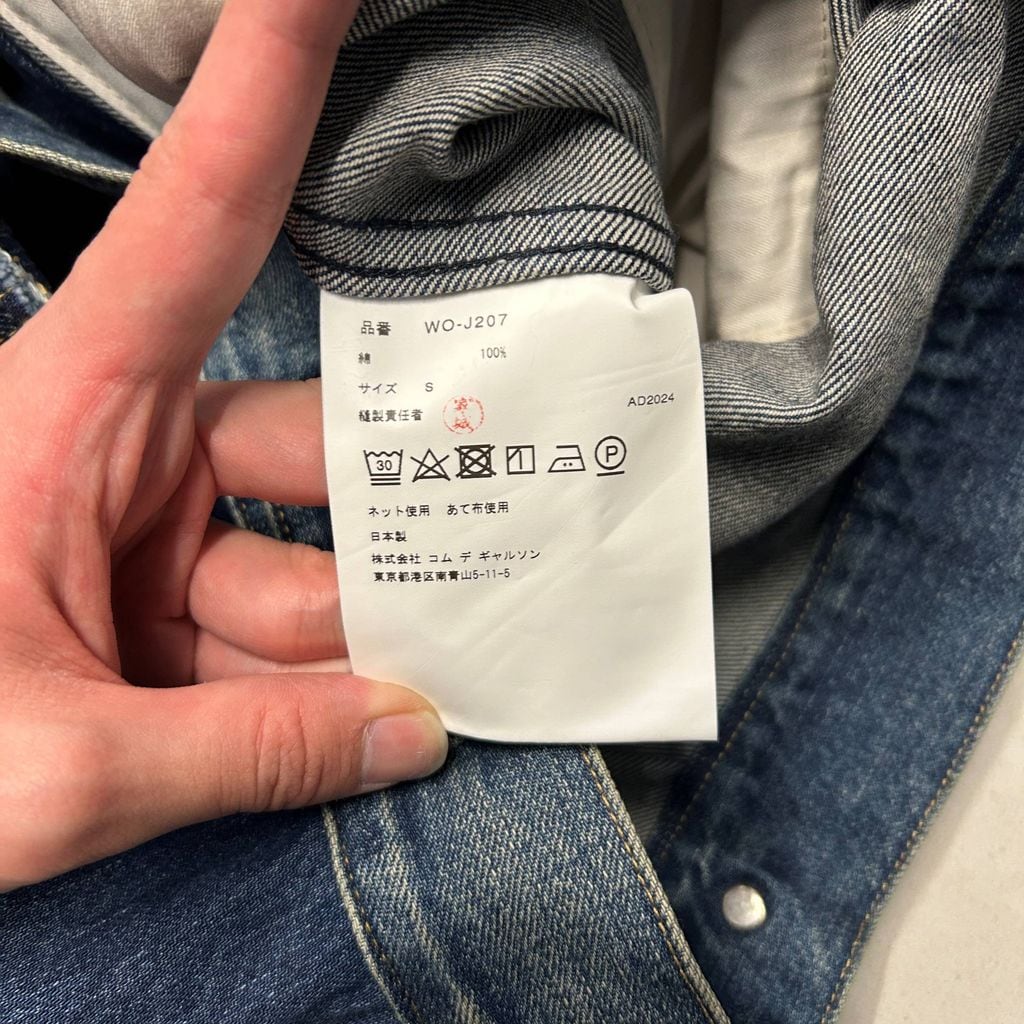 品番 WO-J207
綿 100%
サイズ S
縫製責任者
AD2024
30 P
ネット使用 あて布使用
日本製
株式会社 コム デ ギャルソン
東京都港区南青山5-11-5